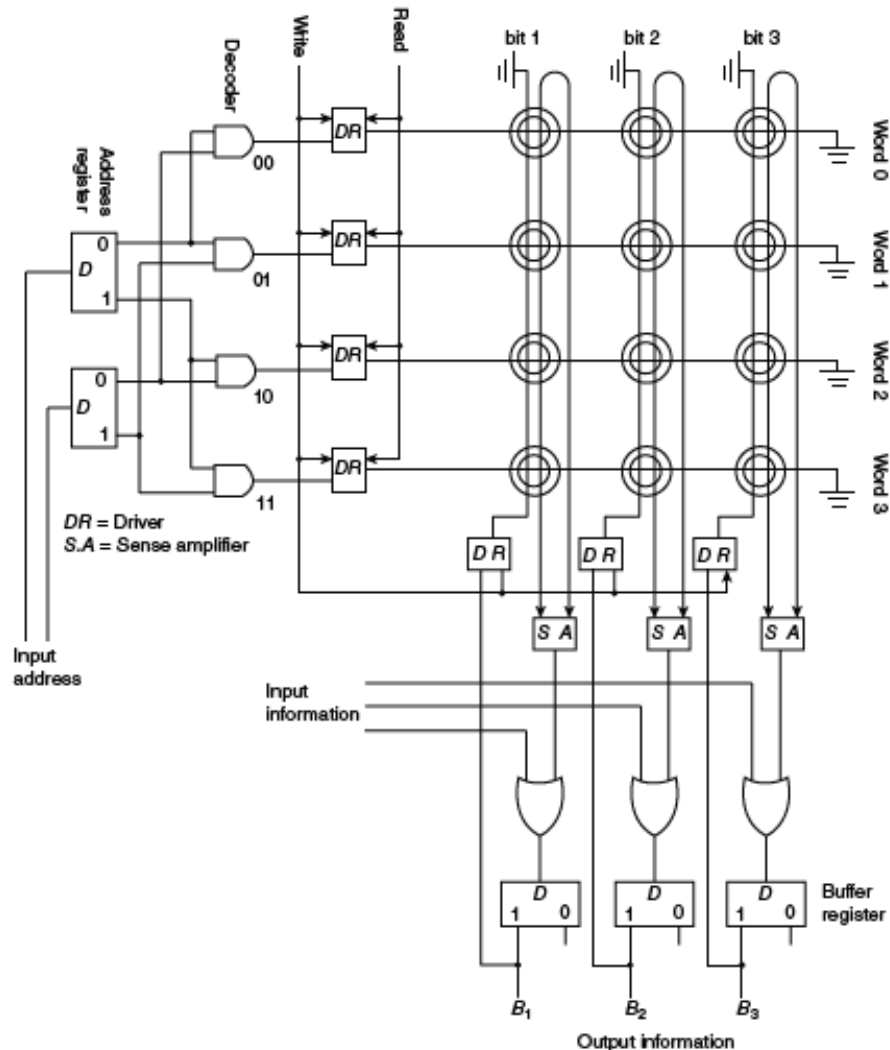 Write
Read
bit 1
bit 2
bit 3
Decoder
DR
00
Word 0
Address
register
0
D
1
DR
01
Word 1
DR
10
Word 2
0
D
1
DR
11
Word 3
DR = Driver
S.A = Sense amplifier
D R
D R
D R
S A
S A
S A
Input
address
Input
information
D
1 0
D
1 0
D
1 0
Buffer
register
B1
B2
B3
Output information